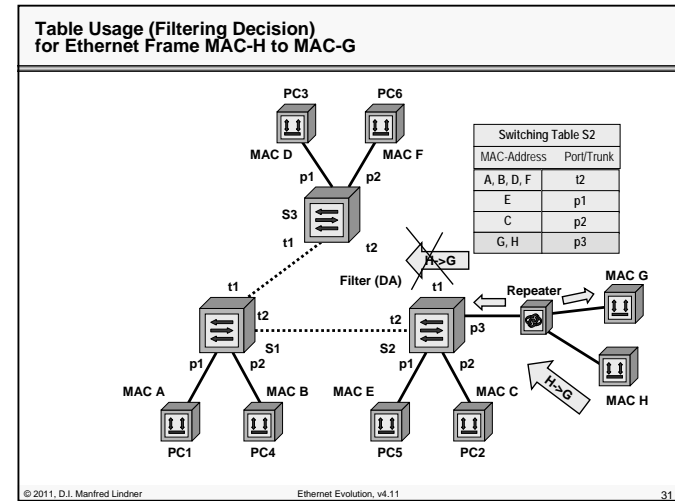 Table Usage (Filtering Decision)
for Ethernet Frame MAC-H to MAC-G
PC3
PC6
MAC D
MAC F
p1
p2
S3
t1
t2
Switching Table S2
MAC-Address Port/Trunk
A, B, D, F t2
E p1
C p2
G, H p3
H->G
Filter (DA)
t1
t1
Repeater
MAC G
t2
t2
p3
S1
S2
p1
p2
p1
p2
H->G
MAC A
MAC B
MAC E
MAC C
MAC H
PC1
PC4
PC5
PC2
© 2011, D.I. Manfred Lindner
Ethernet Evolution, v4.11
31